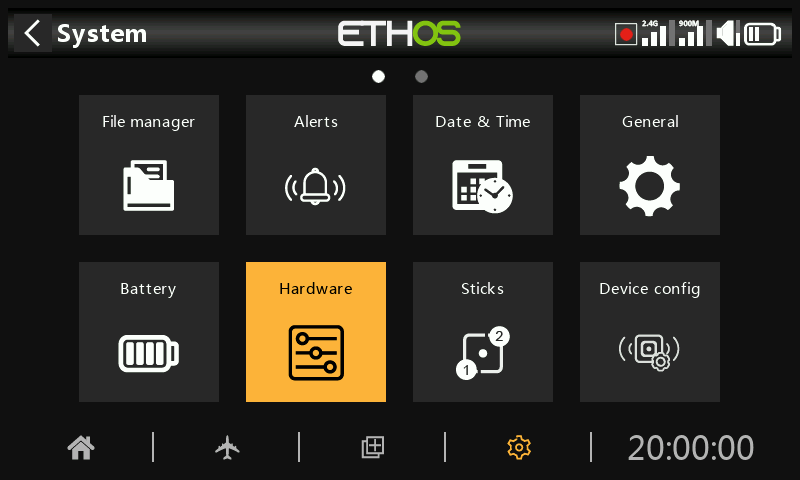 System
ETHOS
2.4G
900M
File manager
Alerts
Date & Time
General
Battery
Hardware
Sticks
Device config
2
1
20:00:00